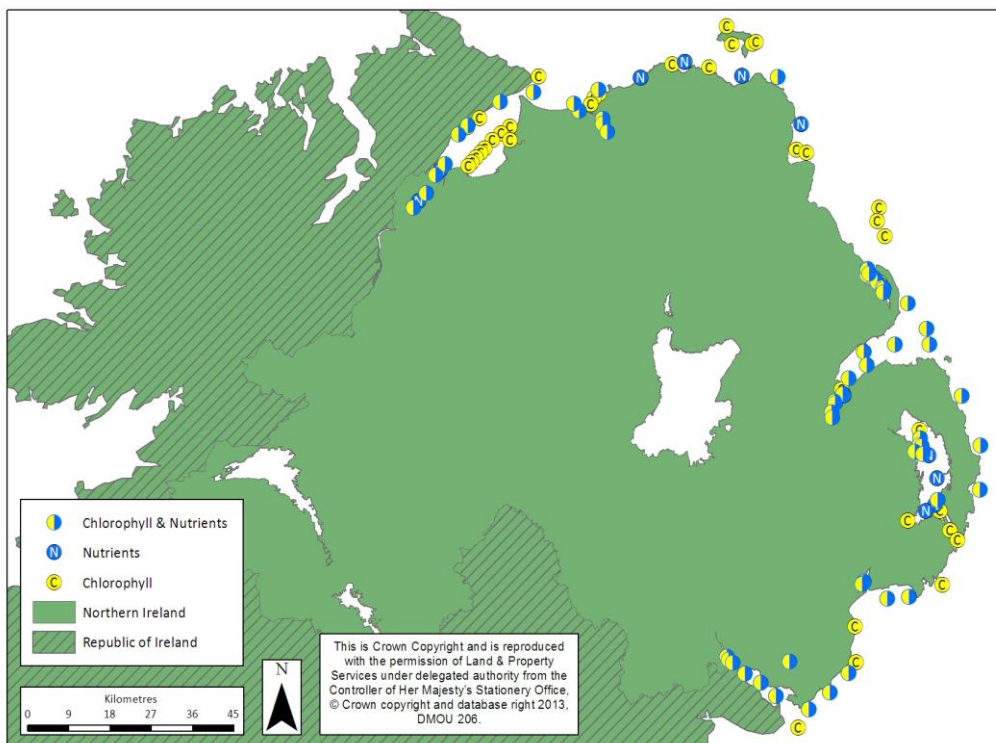 Chlorophyll & Nutrients
N Nutrients
C Chlorophyll
Northern Ireland
Republic of Ireland
Kilometres
0 9 18 27 36 45
N
This is Crown Copyright and is reproduced
with the permission of Land & Property
Services under delegated authority from the
Controller of Her Majesty's Stationery Office,
© Crown copyright and database right 2013,
DMOU 206.